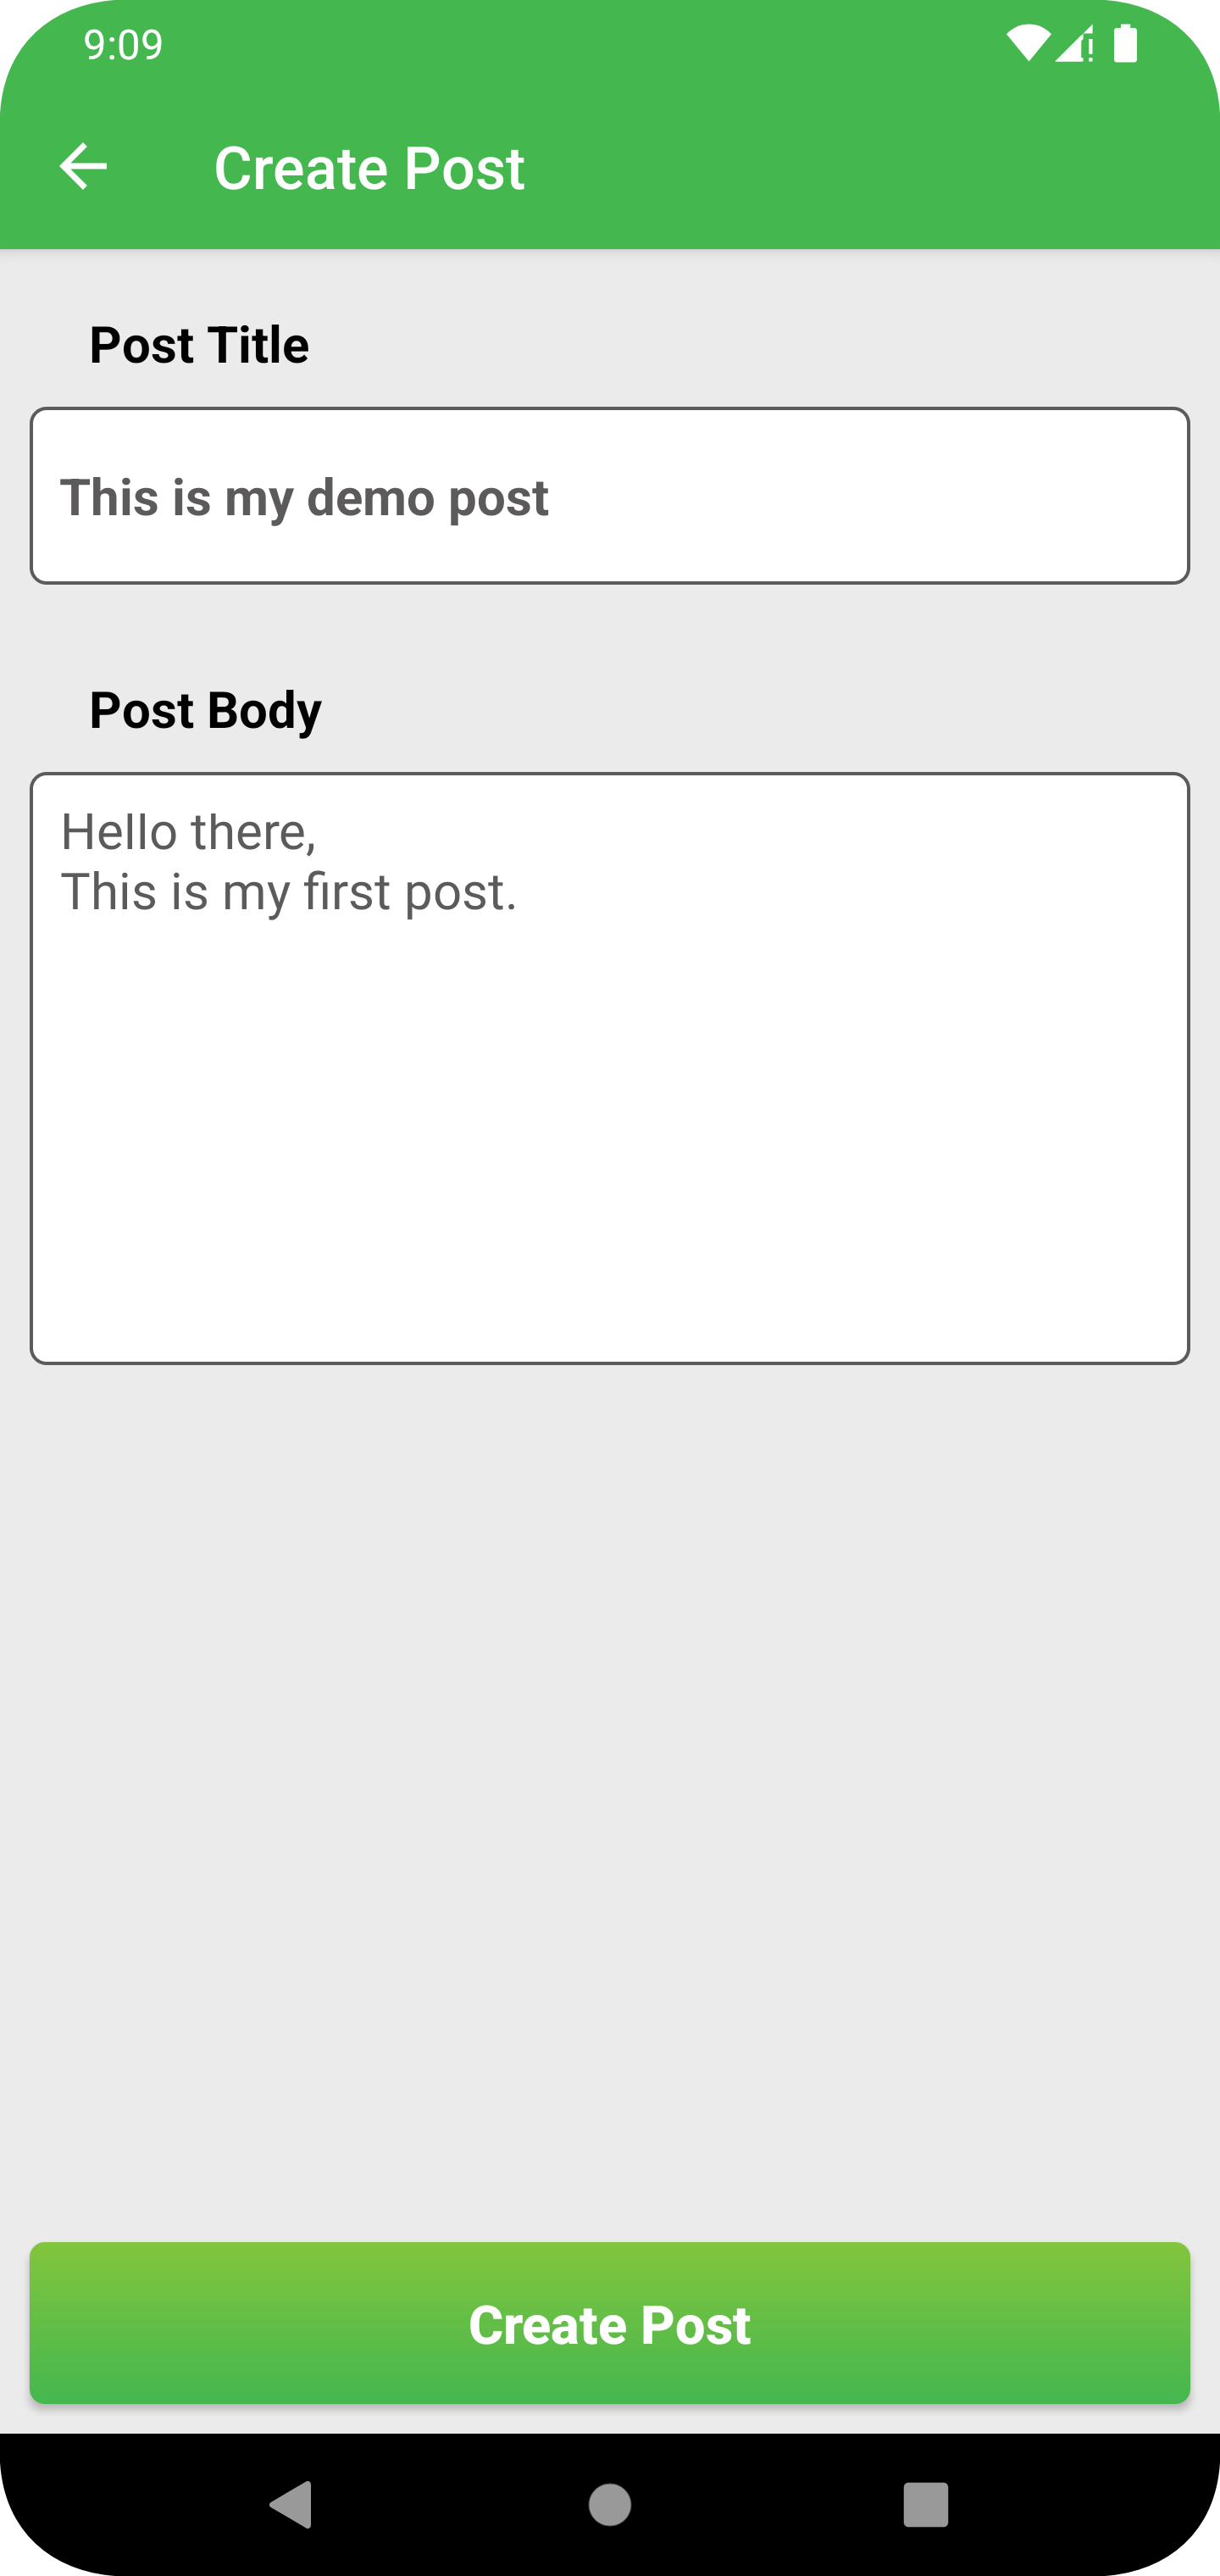 9:09
Create Post
Post Title
This is my demo post
Post Body
Hello there,
This is my first post.
Create Post